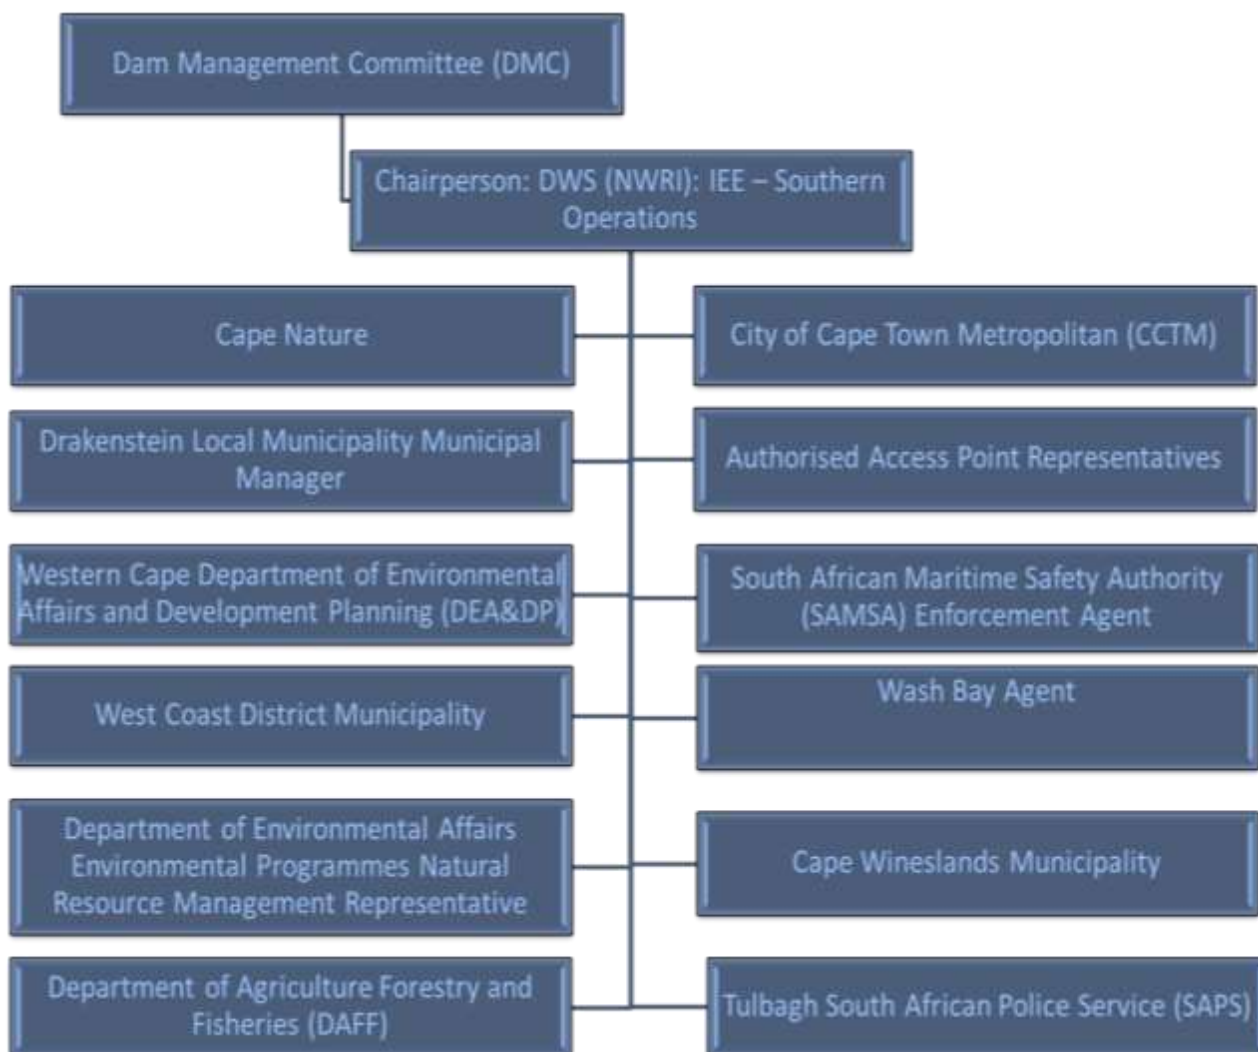 Dam Management Committee (DMC)
Chairperson: DWS (NWRI): IEE – Southern
Operations
Cape Nature
City of Cape Town Metropolitan (CCTM)
Drakenstein Local Municipality Municipal
Manager
Authorised Access Point Representatives
Western Cape Department of Environmental
Affairs and Development Planning (DEA&DP)
South African Maritime Safety Authority
(SAMSA) Enforcement Agent
West Coast District Municipality
Wash Bay Agent
Department of Environmental Affairs
Environmental Programmes Natural
Resource Management Representative
Cape Wineslands Municipality
Department of Agriculture Forestry and
Fisheries (DAFF)
Tulbagh South African Police Service (SAPS)